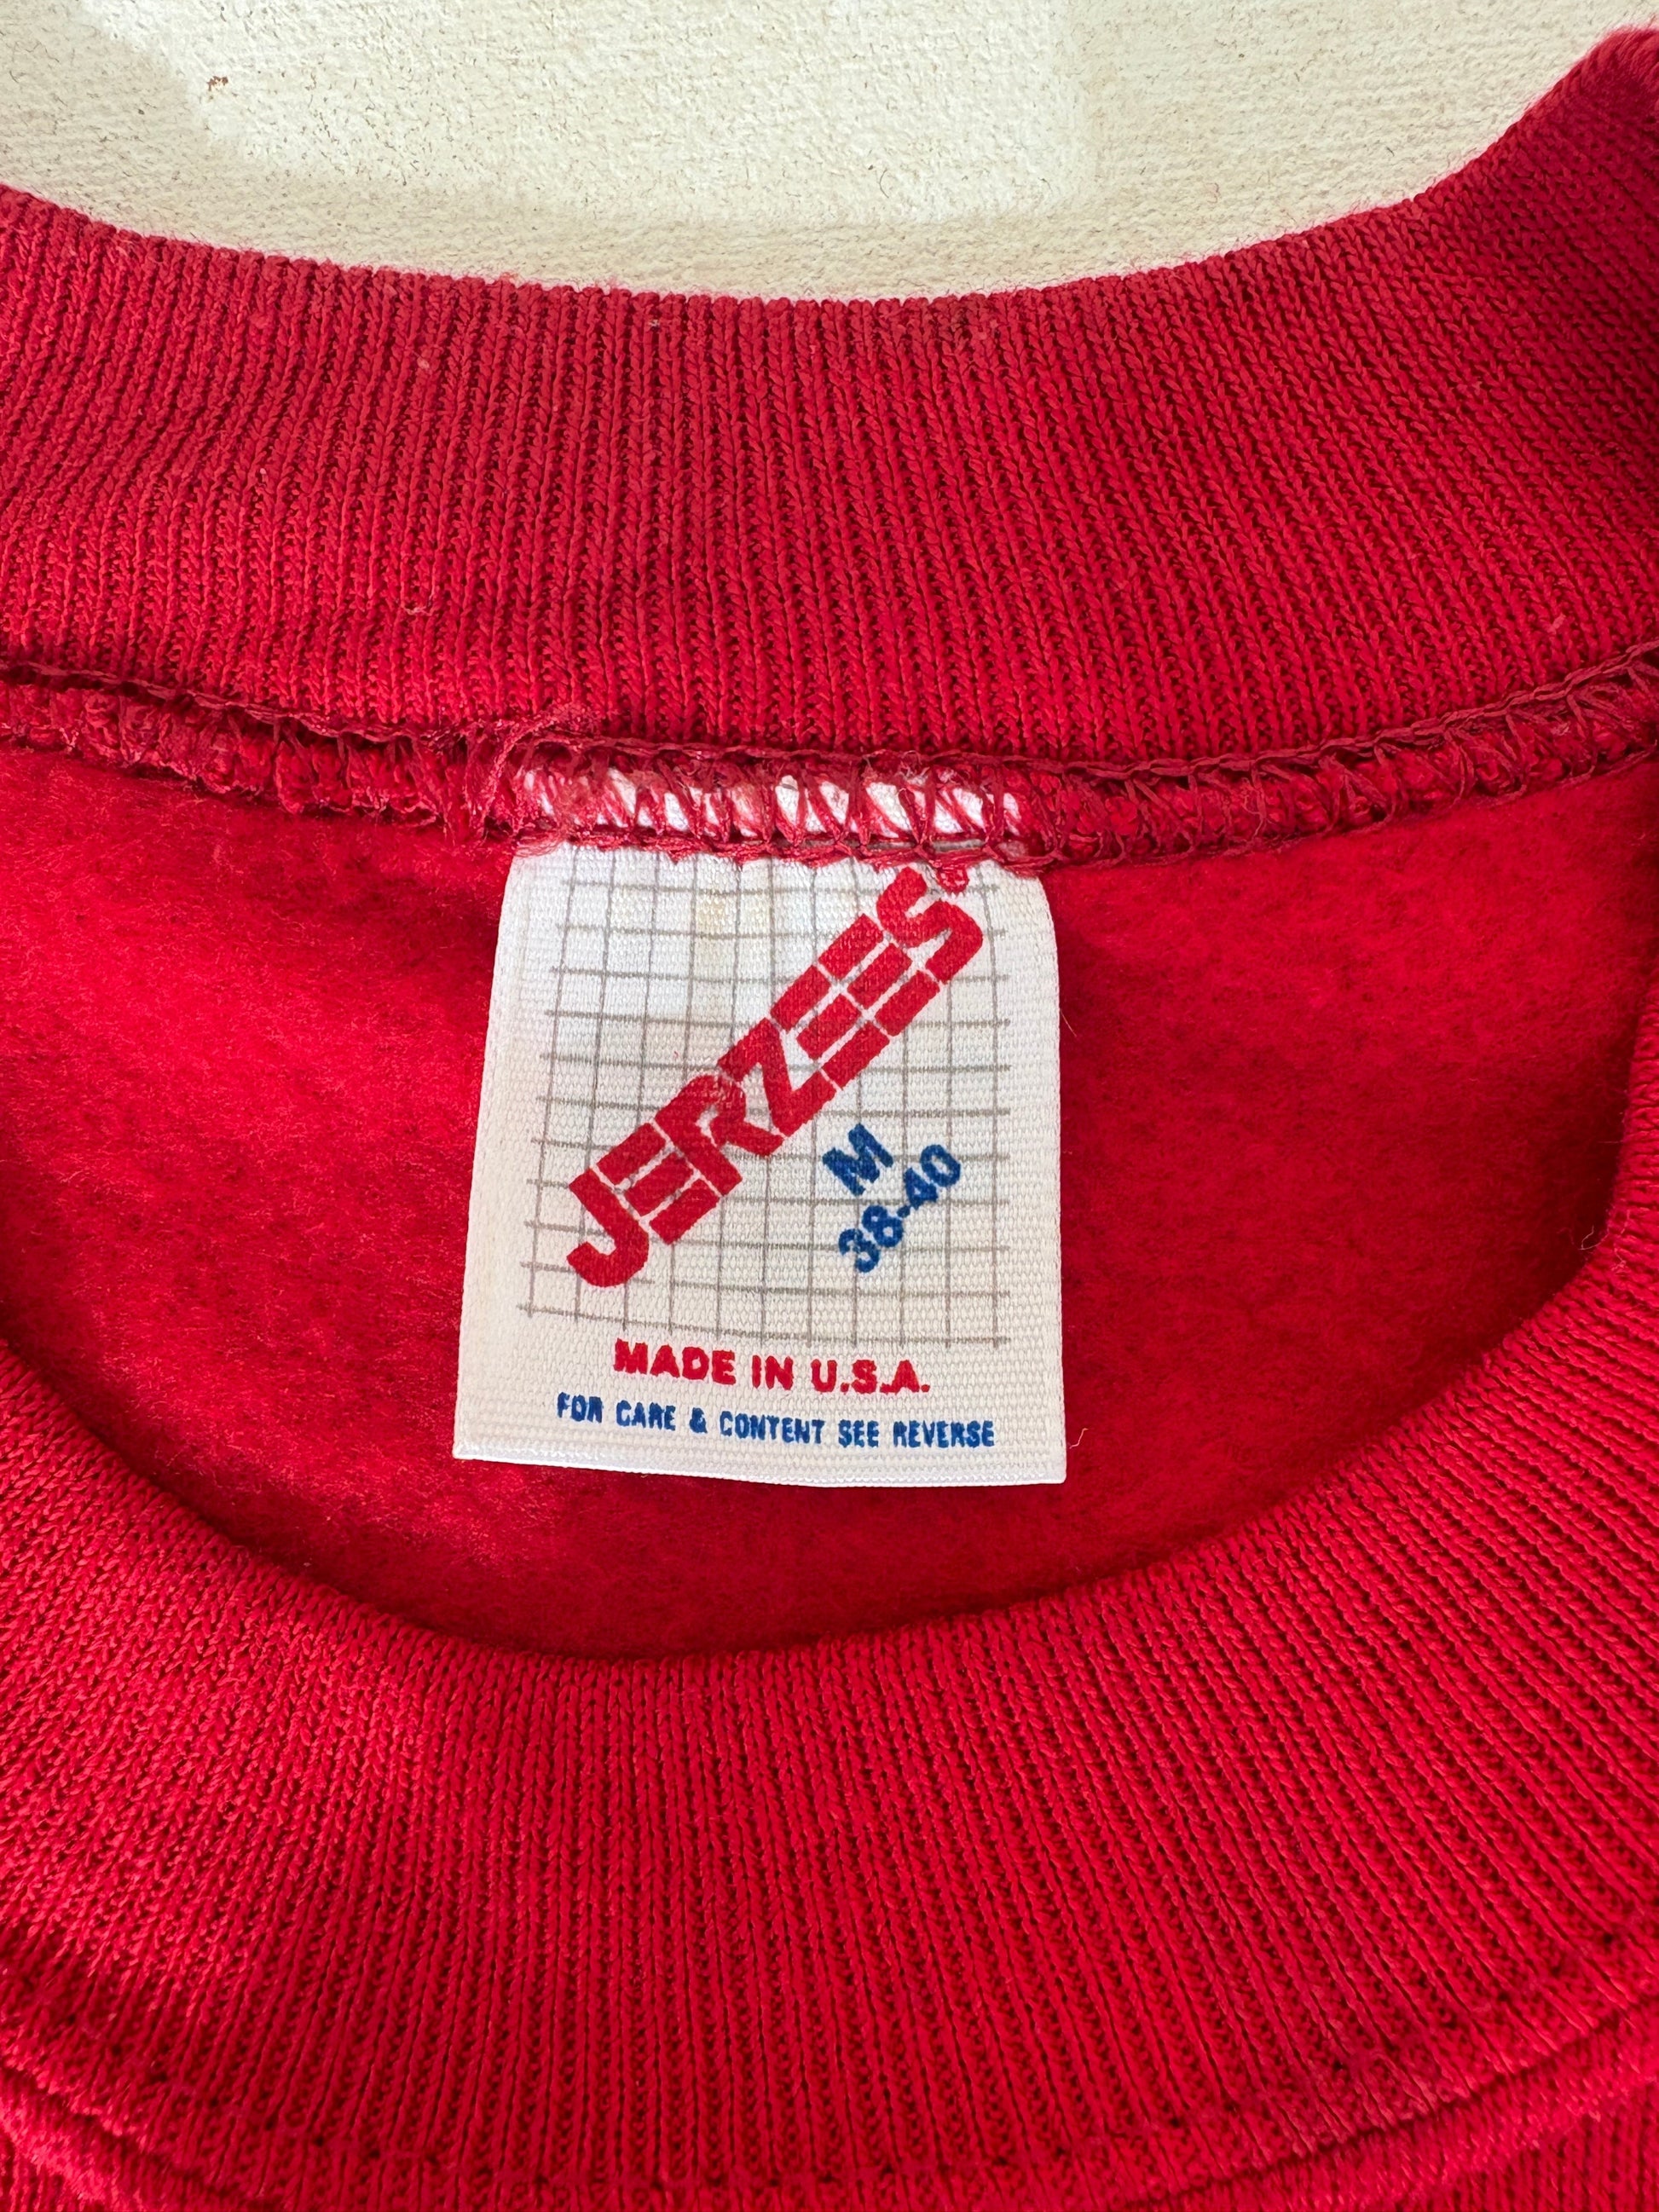 JERZEES®
M
38-40
MADE IN U.S.A.
FOR CARE & CONTENT SEE REVERSE